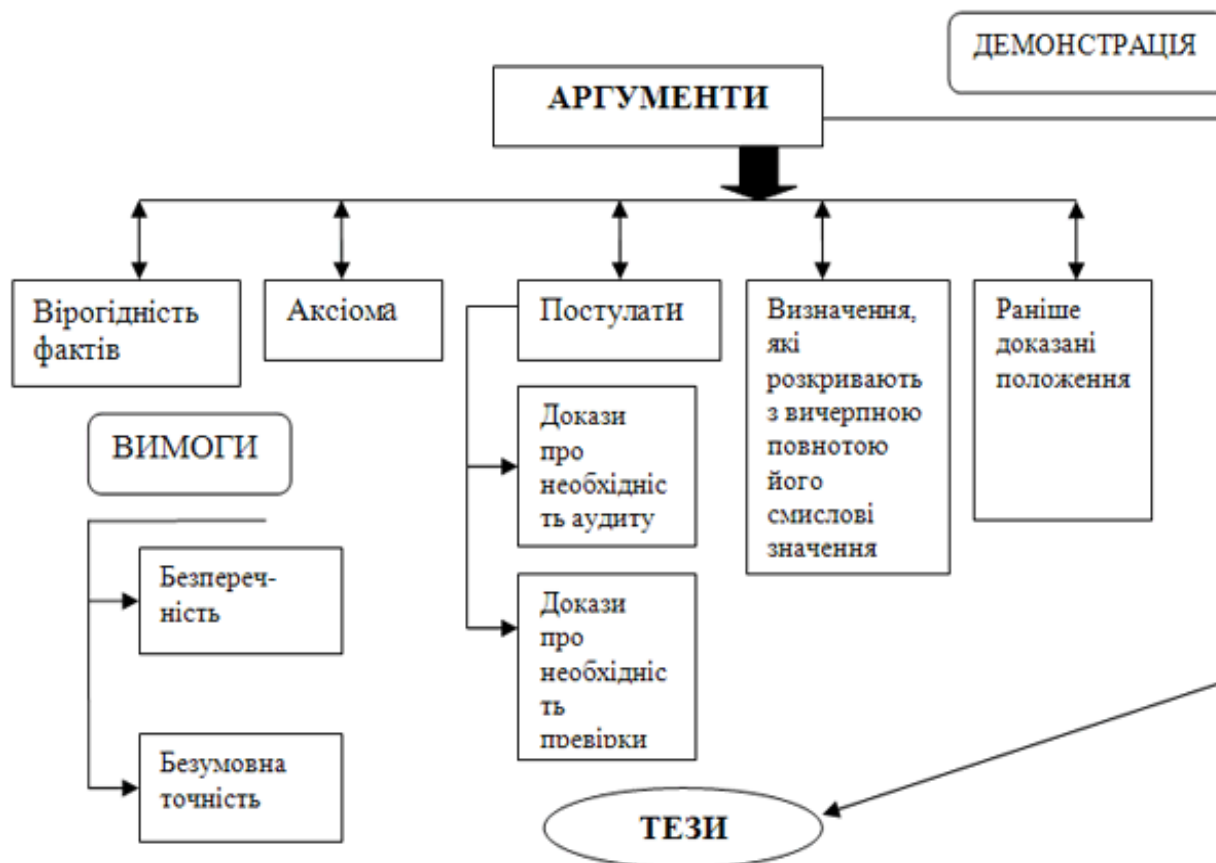 ДЕМОНСТРАЦІЯ
АРГУМЕНТИ
Вірогідність
фактів
Аксіома
Постулати
Визначення,
які
розкривають
з вичерпною
повнотою
його
смислові
значення
Раніше
доказані
положення
ВИМОГИ
Докази
про
необхідніс
ть аудиту
Безпереч-
ність
Докази
про
необхідніс
ть
превірки
Безумовна
точність
ТЕЗИ